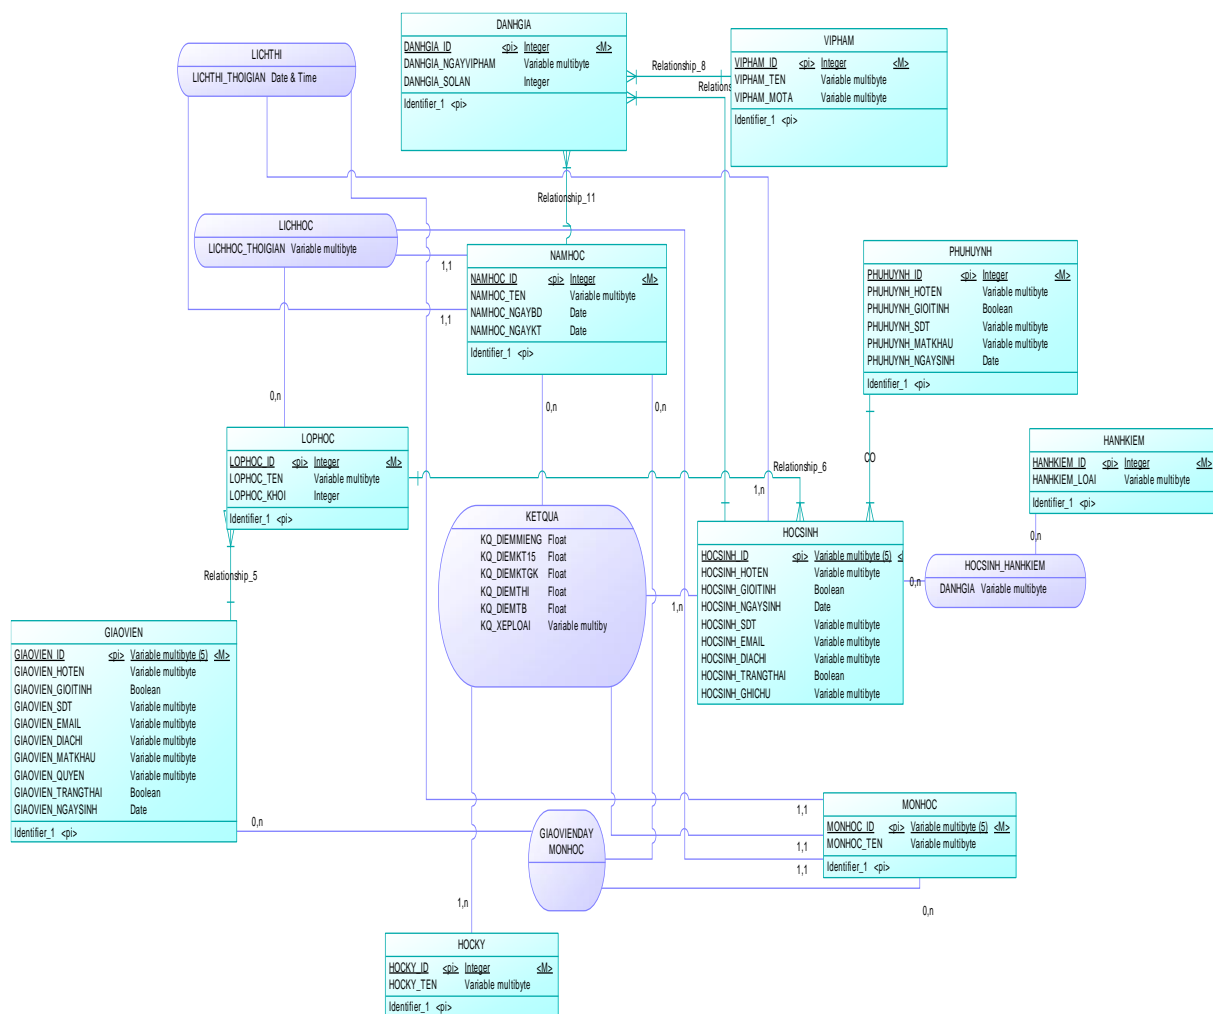 DANHGIA
DANHGIA_ID <pi> Integer <M>
DANHGIA_NGAYVIPHAM Variable multibyte
DANHGIA_SOLAN Integer
Identifier_1 <pi>
VIPHAM
VIPHAM_ID <pi> Integer <M>
VIPHAM_TEN Variable multibyte
VIPHAM_MOTA Variable multibyte
Identifier_1 <pi>
LICHTHI
LICHTHI_THOIGIAN Date & Time
Relationship_8
Relations
Relationship_11
LICHHOC
LICHHOC_THOIGIAN Variable multibyte
1,1
1,1
NAMHOC
NAMHOC_ID <pi> Integer <M>
NAMHOC_TEN Variable multibyte
NAMHOC_NGAYBD Date
NAMHOC_NGAYKT Date
Identifier_1 <pi>
PHUHUYNH
PHUHUYNH_ID <pi> Integer <M>
PHUHUYNH_HOTEN Variable multibyte
PHUHUYNH_GIOITINH Boolean
PHUHUYNH_SDT Variable multibyte
PHUHUYNH_MATKHAU Variable multibyte
PHUHUYNH_NGAYSINH Date
Identifier_1 <pi>
0,n
0,n
0,n
LOPHOC
LOPHOC_ID <pi> Integer <M>
LOPHOC_TEN Variable multibyte
LOPHOC_KHOI Integer
Identifier_1 <pi>
Relationship_6
1,n
HANHKIEM
HANHKIEM_ID <pi> Integer <M>
HANHKIEM_LOAI Variable multibyte
Identifier_1 <pi>
0,n
KETQUA
KQ_DIEMMIENG Float
KQ_DIEMKT15 Float
KQ_DIEMKTGK Float
KQ_DIEMTHI Float
KQ_DIEMTB Float
KQ_XEPLOAI Variable multiby
1,n
HOCSINH
HOCSINH_ID <pi> Variable multibyte (5)
HOCSINH_HOTEN Variable multibyte
HOCSINH_GIOITINH Boolean
HOCSINH_NGAYSINH Date
HOCSINH_SDT Variable multibyte
HOCSINH_EMAIL Variable multibyte
HOCSINH_DIACHI Variable multibyte
HOCSINH_TRANGTHAI Boolean
HOCSINH_GHICHU Variable multibyte
0,n
HOCSINH_HANHKIEM
DANHGIA Variable multibyte
Relationship_5
GIAOVIEN
GIAOVIEN_ID <pi> Variable multibyte (5) <M>
GIAOVIEN_HOTEN Variable multibyte
GIAOVIEN_GIOITINH Boolean
GIAOVIEN_SDT Variable multibyte
GIAOVIEN_EMAIL Variable multibyte
GIAOVIEN_DIACHI Variable multibyte
GIAOVIEN_MATKHAU Variable multibyte
GIAOVIEN_QUYEN Variable multibyte
GIAOVIEN_TRANGTHAI Boolean
GIAOVIEN_NGAYSINH Date
Identifier_1 <pi>
0,n
GIAOVIENDAY
MONHOC
1,1
1,1
1,1
MONHOC
MONHOC_ID <pi> Variable multibyte (5) <M>
MONHOC_TEN Variable multibyte
Identifier_1 <pi>
0,n
1,n
HOCKY
HOCKY_ID <pi> Integer <M>
HOCKY_TEN Variable multibyte
Identifier_1 <pi>